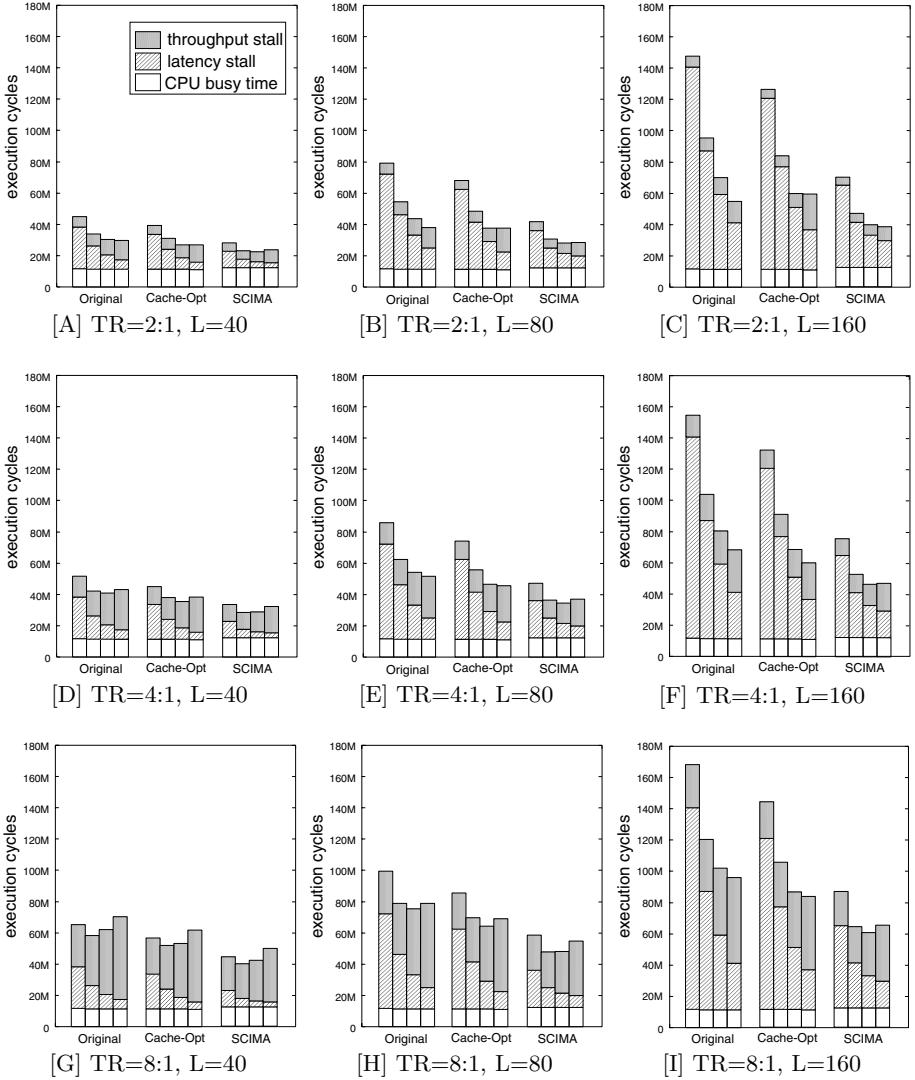 180M
160M
140M
120M
100M
80M
60M
40M
20M
0
execution cycles
throughput stall
latency stall
CPU busy time
Original Cache-Opt SCIMA
[A] TR=2:1, L=40
180M
160M
140M
120M
100M
80M
60M
40M
20M
0
execution cycles
Original Cache-Opt SCIMA
[B] TR=2:1, L=80
180M
160M
140M
120M
100M
80M
60M
40M
20M
0
execution cycles
Original Cache-Opt SCIMA
[C] TR=2:1, L=160
180M
160M
140M
120M
100M
80M
60M
40M
20M
0
execution cycles
Original Cache-Opt SCIMA
[D] TR=4:1, L=40
180M
160M
140M
120M
100M
80M
60M
40M
20M
0
execution cycles
Original Cache-Opt SCIMA
[E] TR=4:1, L=80
180M
160M
140M
120M
100M
80M
60M
40M
20M
0
execution cycles
Original Cache-Opt SCIMA
[F] TR=4:1, L=160
180M
160M
140M
120M
100M
80M
60M
40M
20M
0
execution cycles
Original Cache-Opt SCIMA
[G] TR=8:1, L=40
180M
160M
140M
120M
100M
80M
60M
40M
20M
0
execution cycles
Original Cache-Opt SCIMA
[H] TR=8:1, L=80
180M
160M
140M
120M
100M
80M
60M
40M
20M
0
execution cycles
Original Cache-Opt SCIMA
[I] TR=8:1, L=160